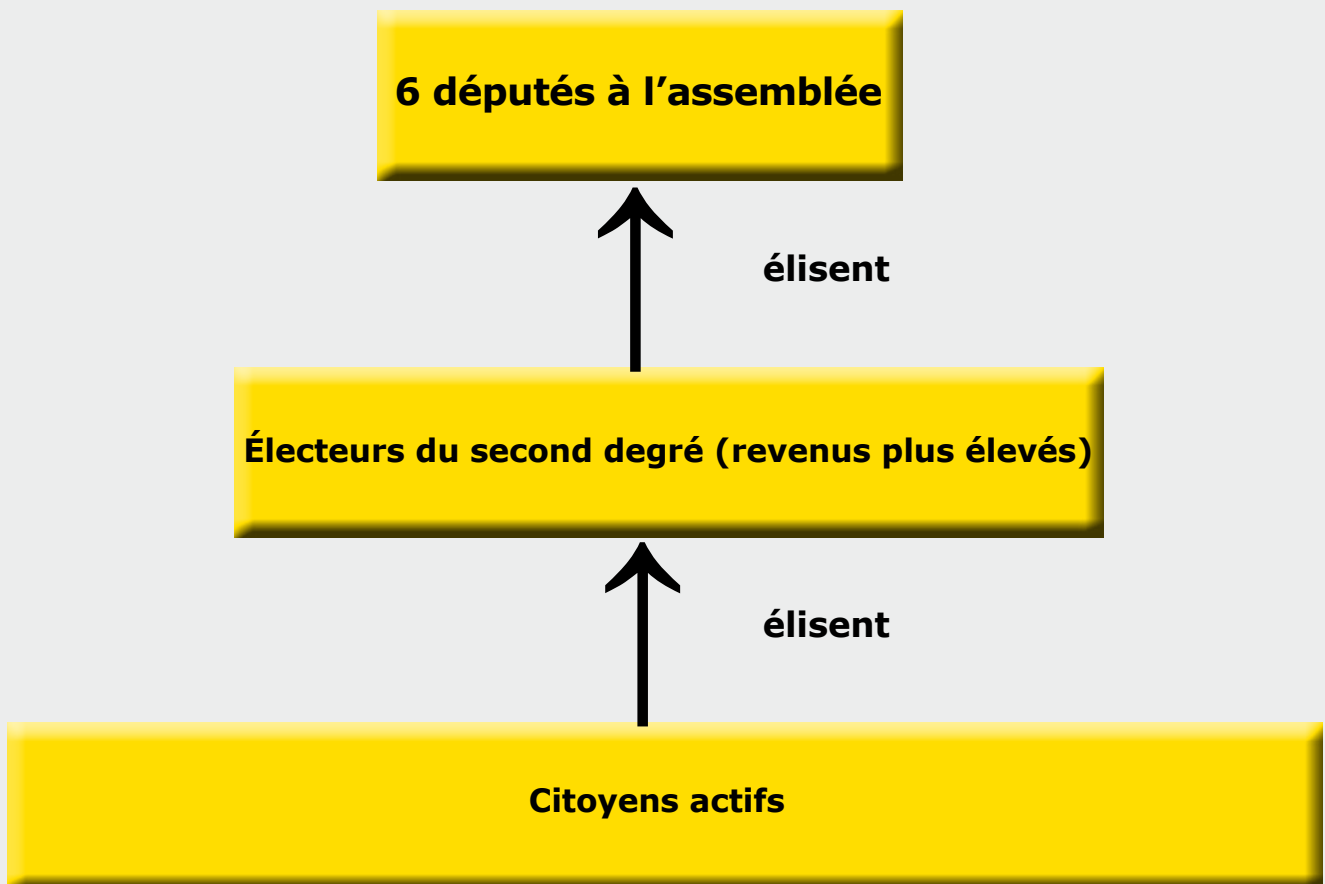 6 députés à l’assemblée
élisent
Électeurs du second degré (revenus plus élevés)
élisent
Citoyens actifs